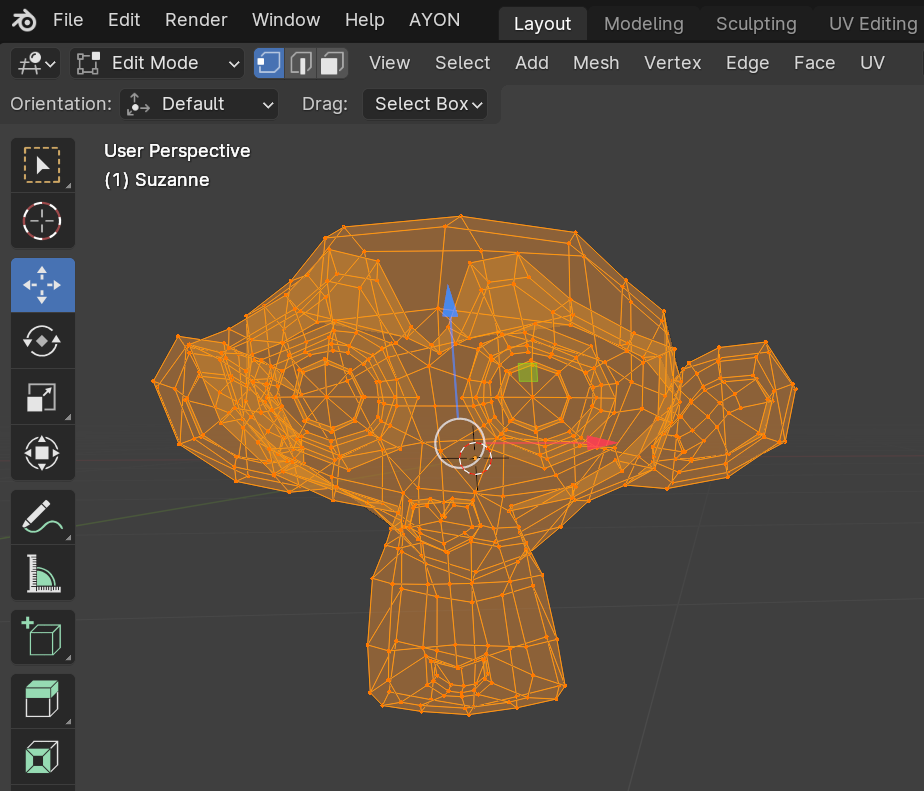 File Edit Render Window Help AYON Layout Modeling Sculpting UV Editing
Edit Mode View Select Add Mesh Vertex Edge Face UV
Orientation: Default Drag: Select Box
User Perspective
(1) Suzanne